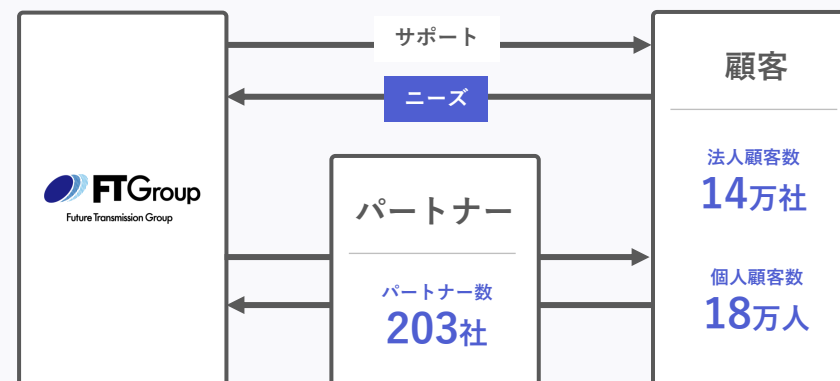 サポート
ニーズ
FTGroup
Future Transmission Group
パートナー
パートナー数
203社
顧客
法人顧客数
14万社
個人顧客数
18万人